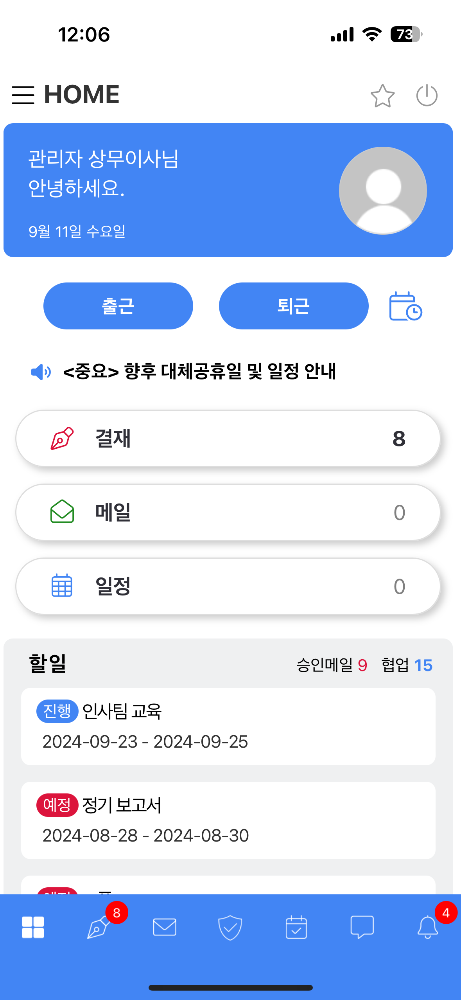 12:06
73
HOME
관리자 상무이사님
안녕하세요.
9월 11일 수요일
출근
퇴근
<중요> 향후 대체공휴일 및 일정 안내
결재 8
메일 0
일정 0
할일 승인메일 9 협업 15
진행 인사팀 교육
2024-09-23 - 2024-09-25
예정 정기 보고서
2024-08-28 - 2024-08-30
8
4